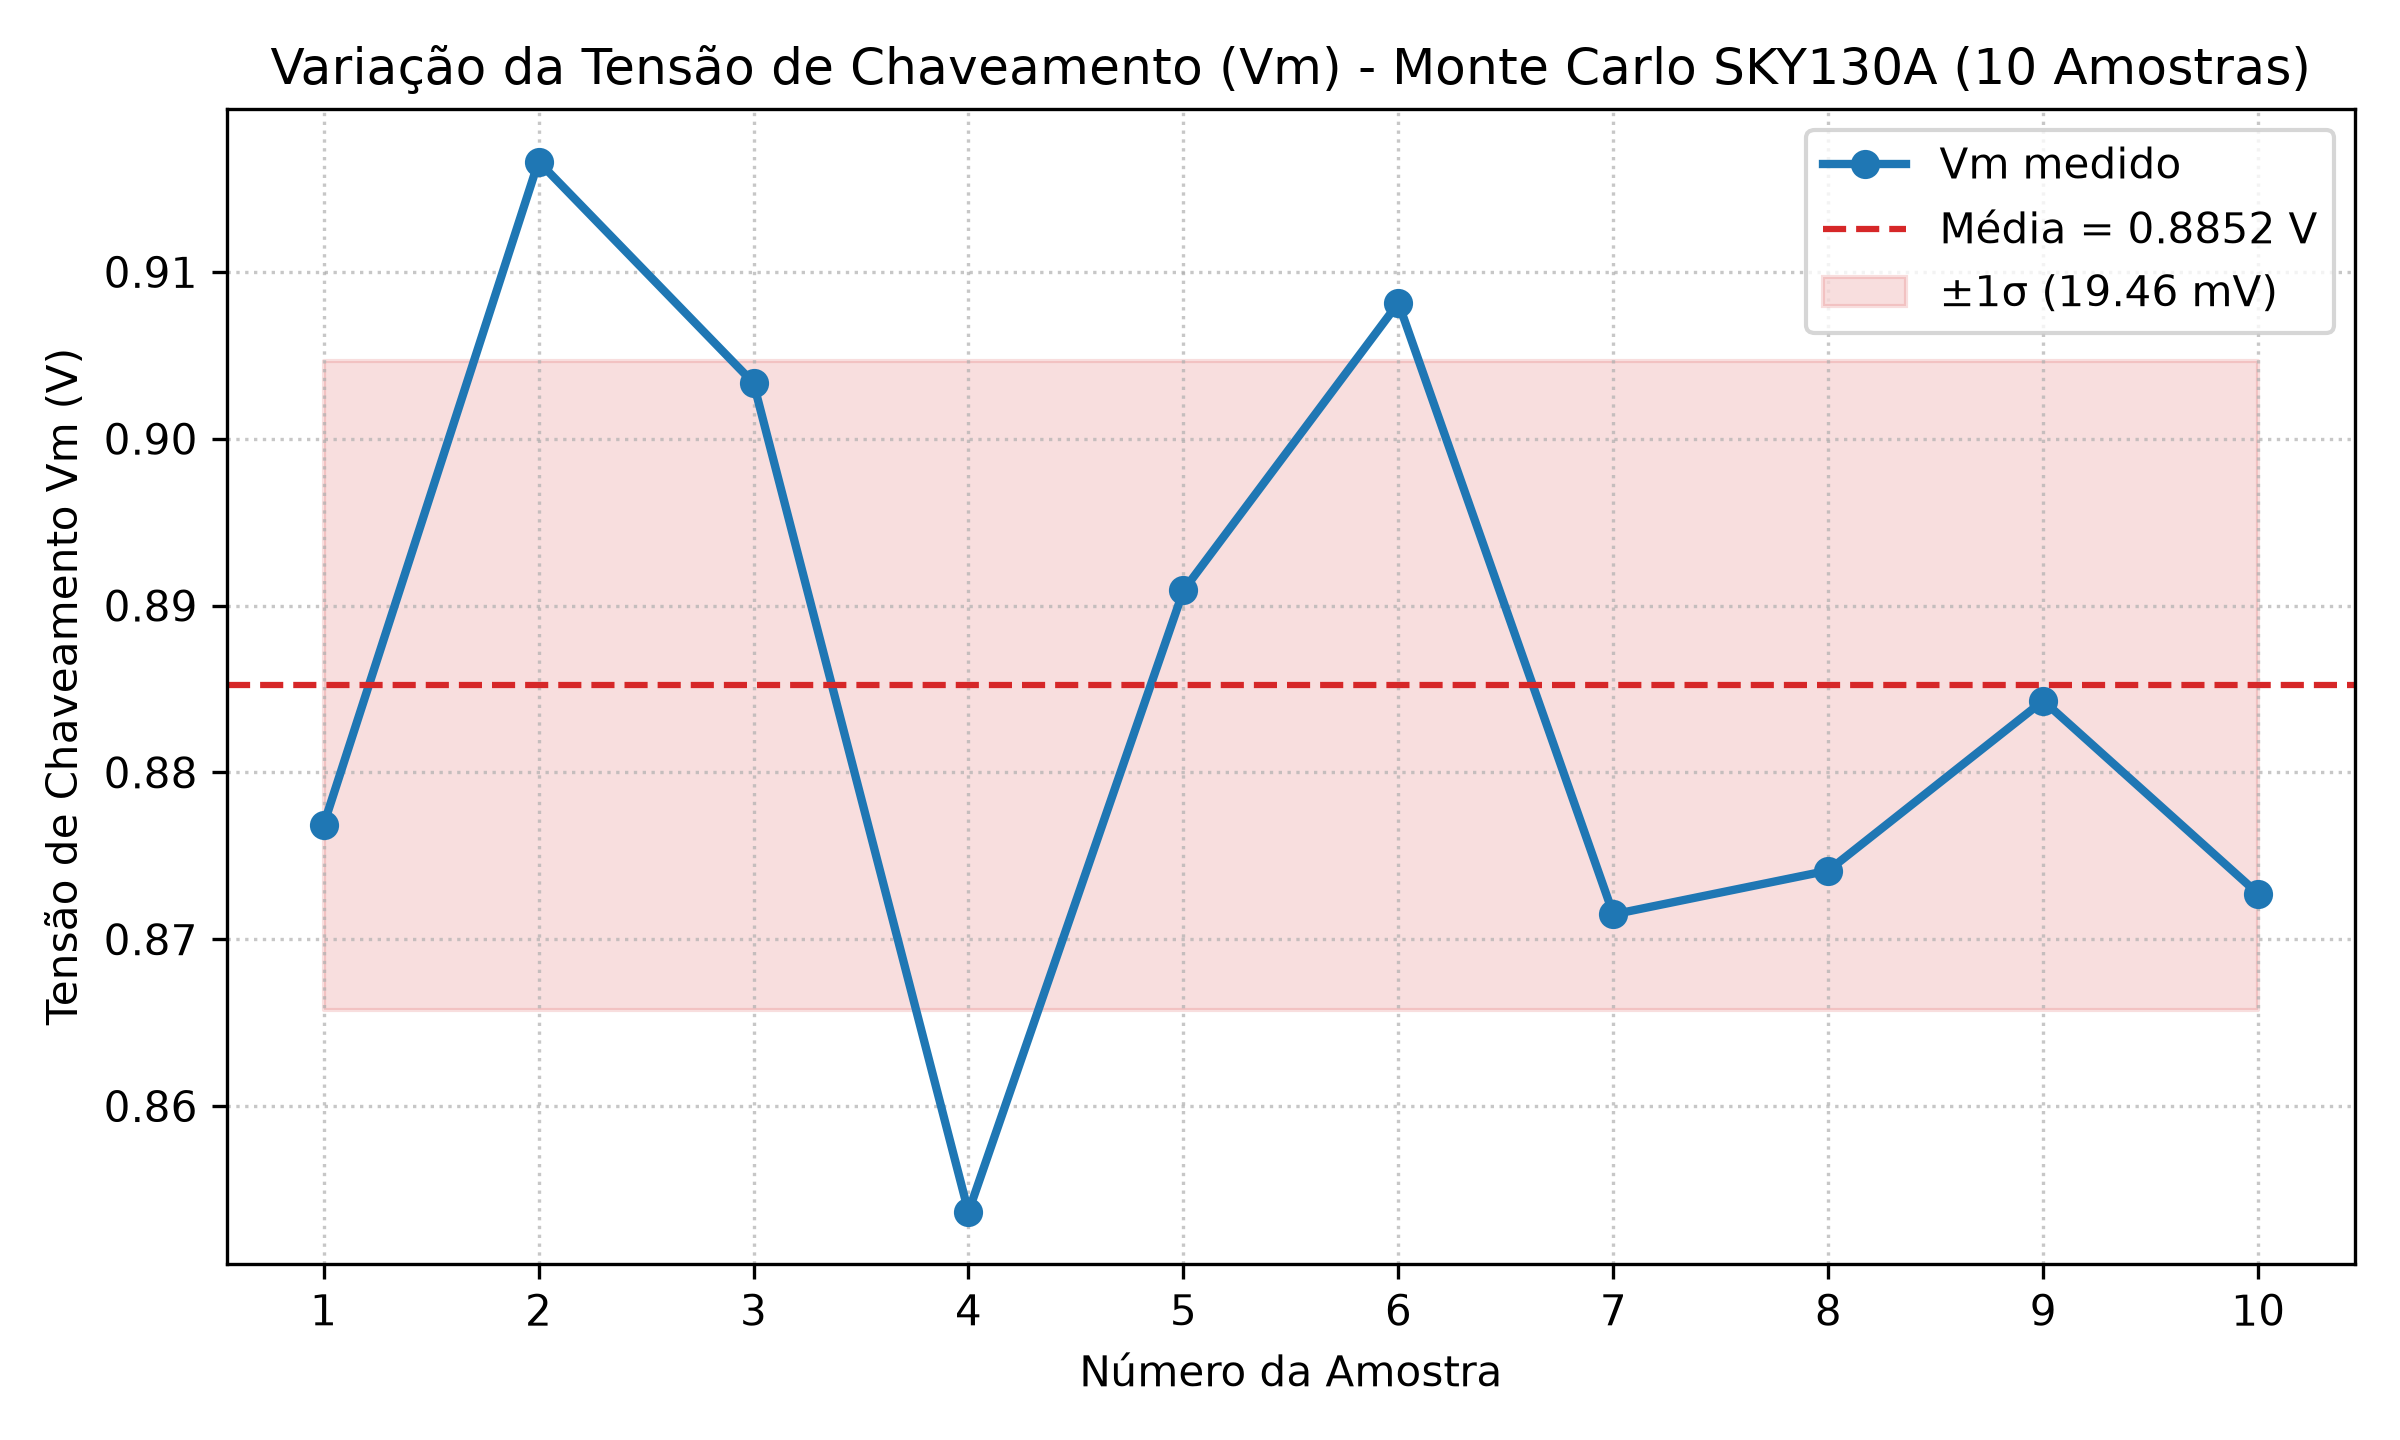 Variação da Tensão de Chaveamento (Vm) - Monte Carlo SKY130A (10 Amostras)
Vm medido
Média = 0.8852 V
±1σ (19.46 mV)
Tensão de Chaveamento Vm (V)
0.91
0.90
0.89
0.88
0.87
0.86
1 2 3 4 5 6 7 8 9 10
Número da Amostra